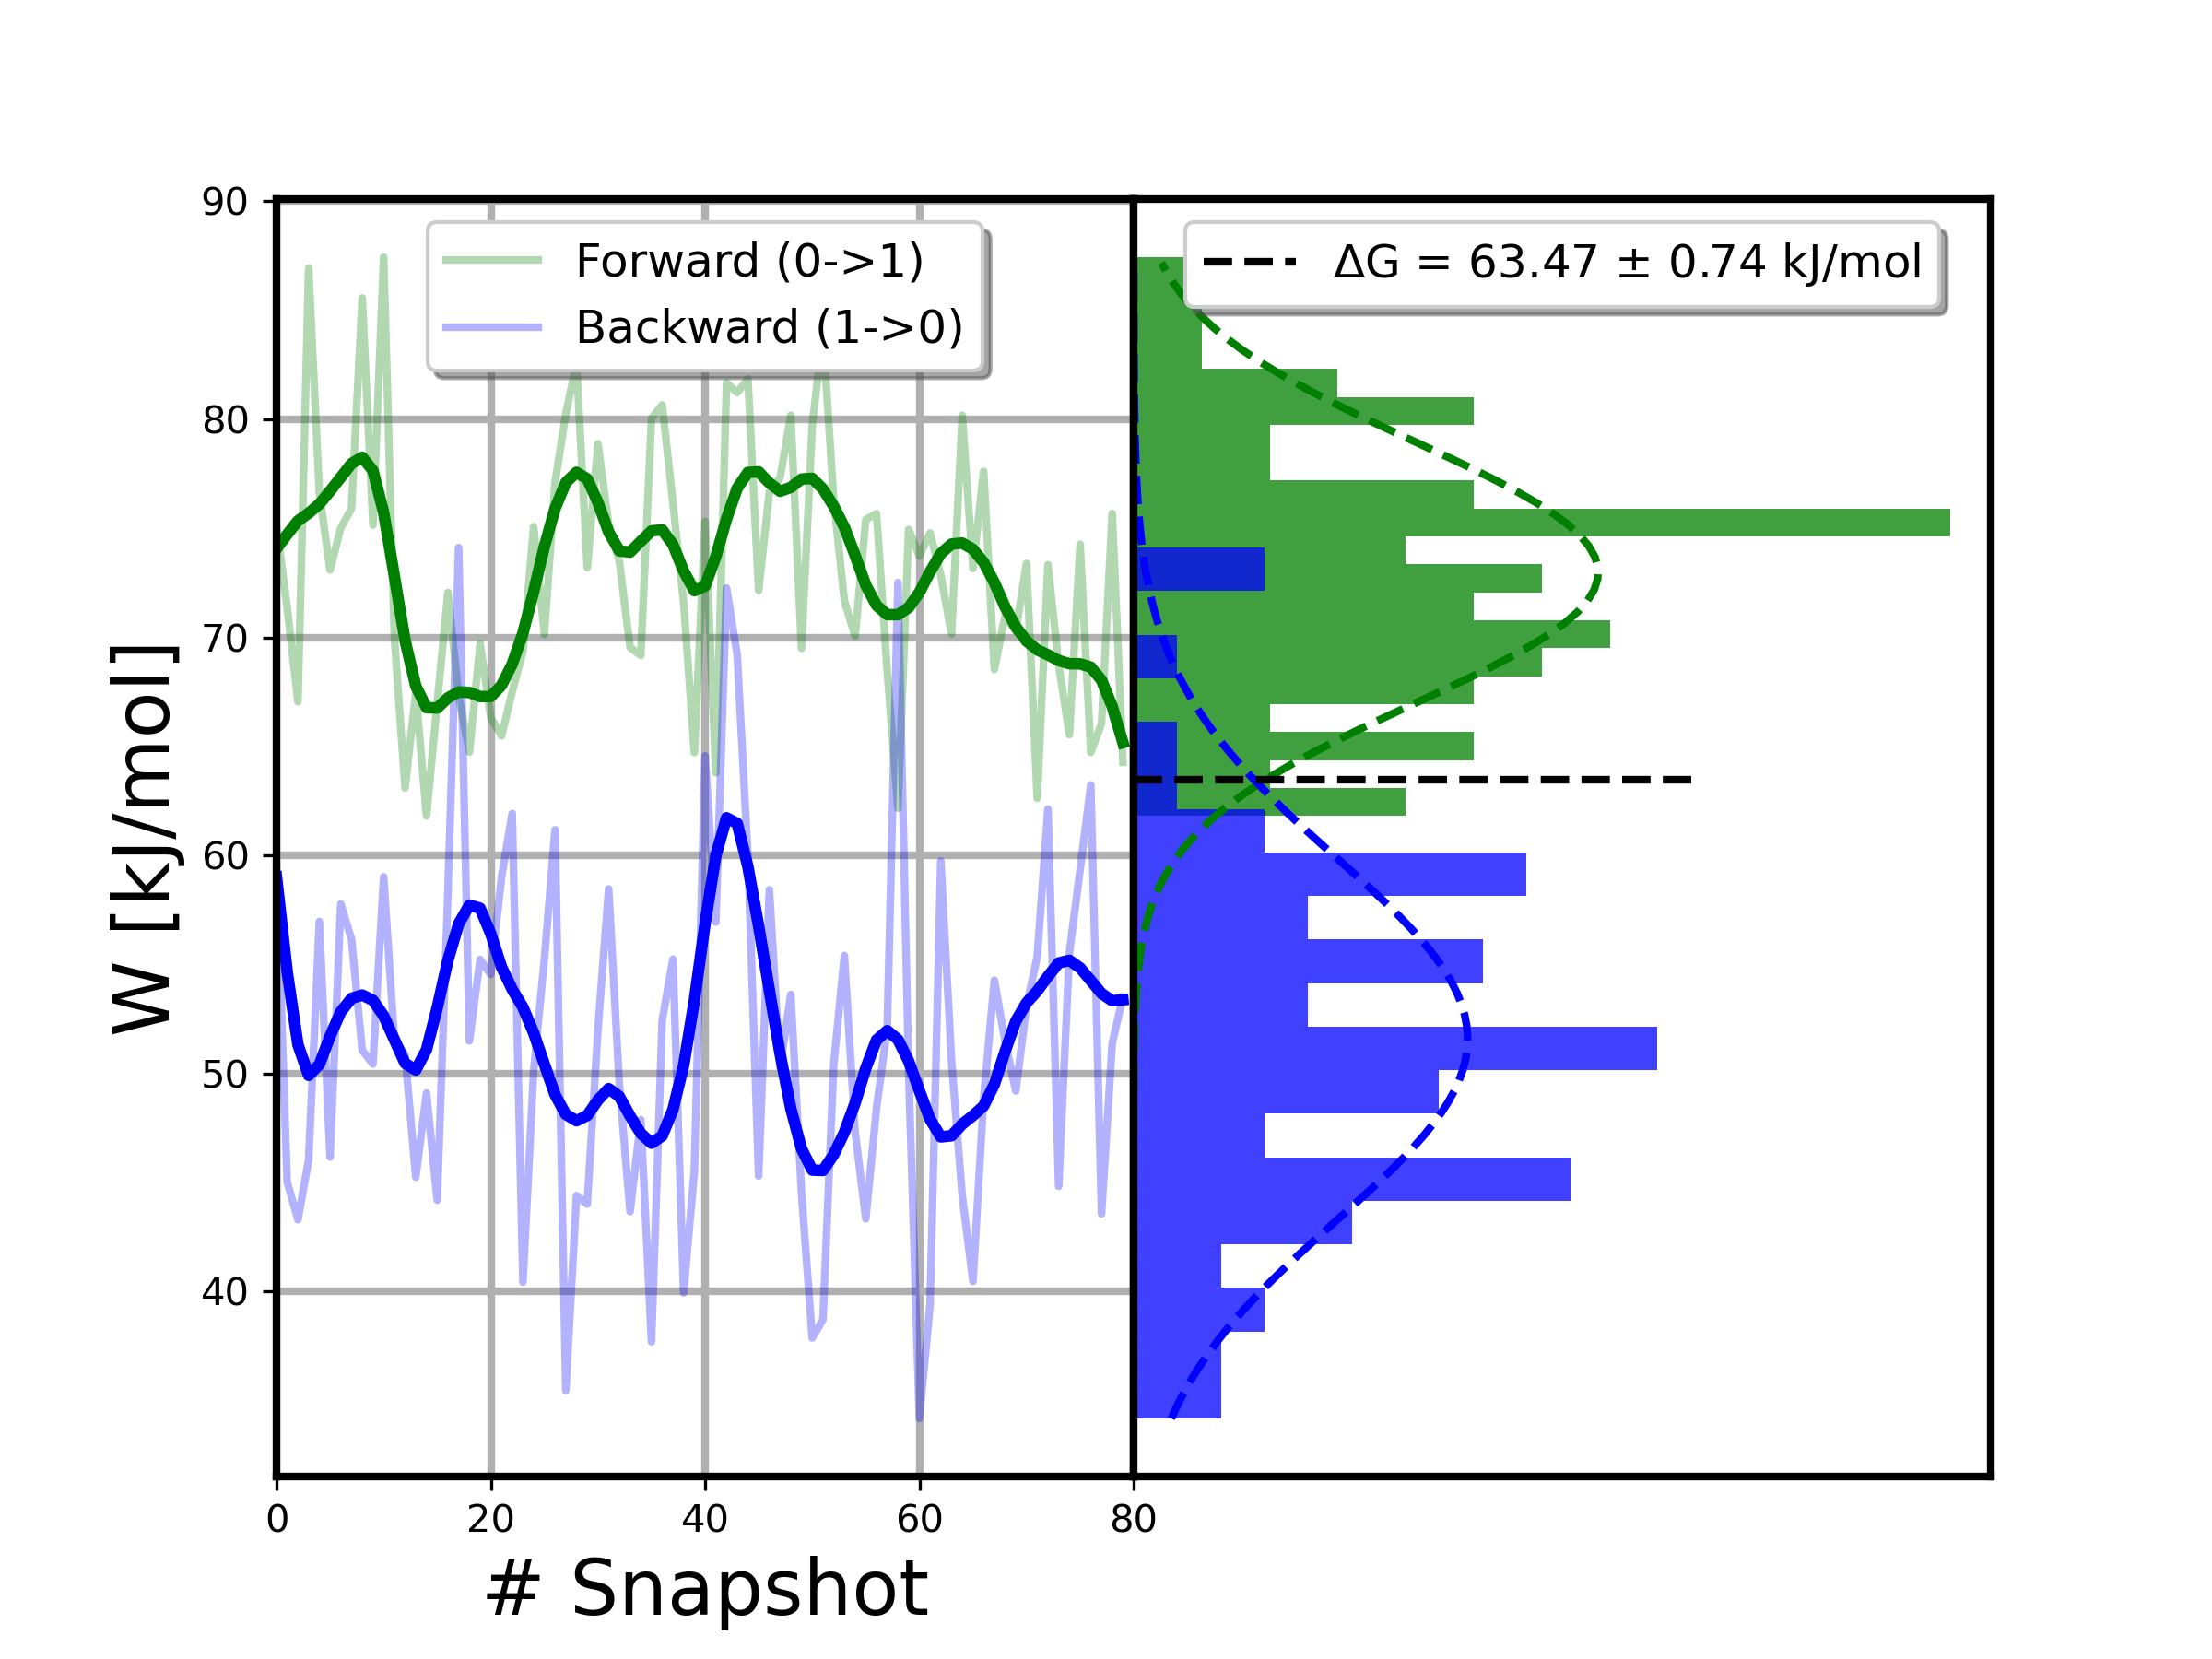 90
80
70
60
50
40
W [kJ/mol]
0
20
40
60
80
# Snapshot
Forward (0->1)
Backward (1->0)
ΔG = 63.47 ± 0.74 kJ/mol